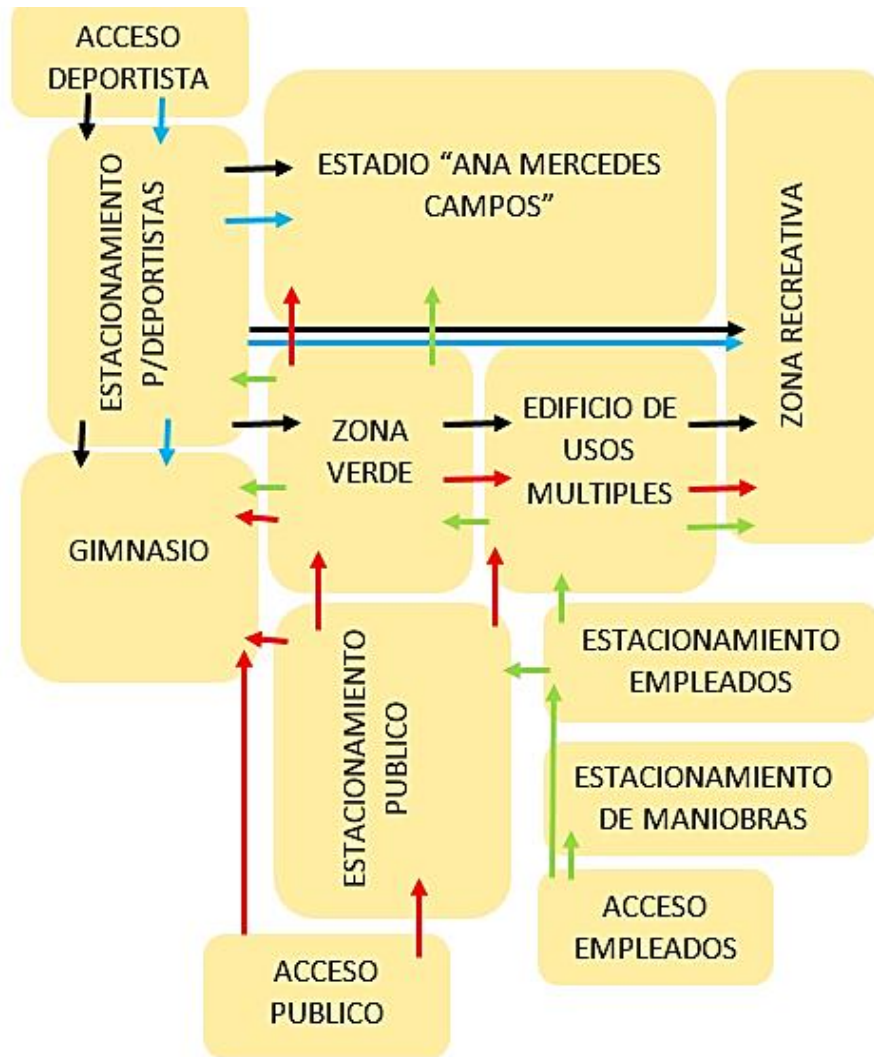 ACCESO
DEPORTISTA
ESTACIONAMIENTO
P/DEPORTISTAS
ESTADIO “ANA MERCEDES
CAMPOS”
ZONA RECREATIVA
ZONA
VERDE
EDIFICIO DE
USOS
MULTIPLES
GIMNASIO
ESTACIONAMIENTO
PUBLICO
ESTACIONAMIENTO
EMPLEADOS
ESTACIONAMIENTO
DE MANIOBRAS
ACCESO
EMPLEADOS
ACCESO
PUBLICO